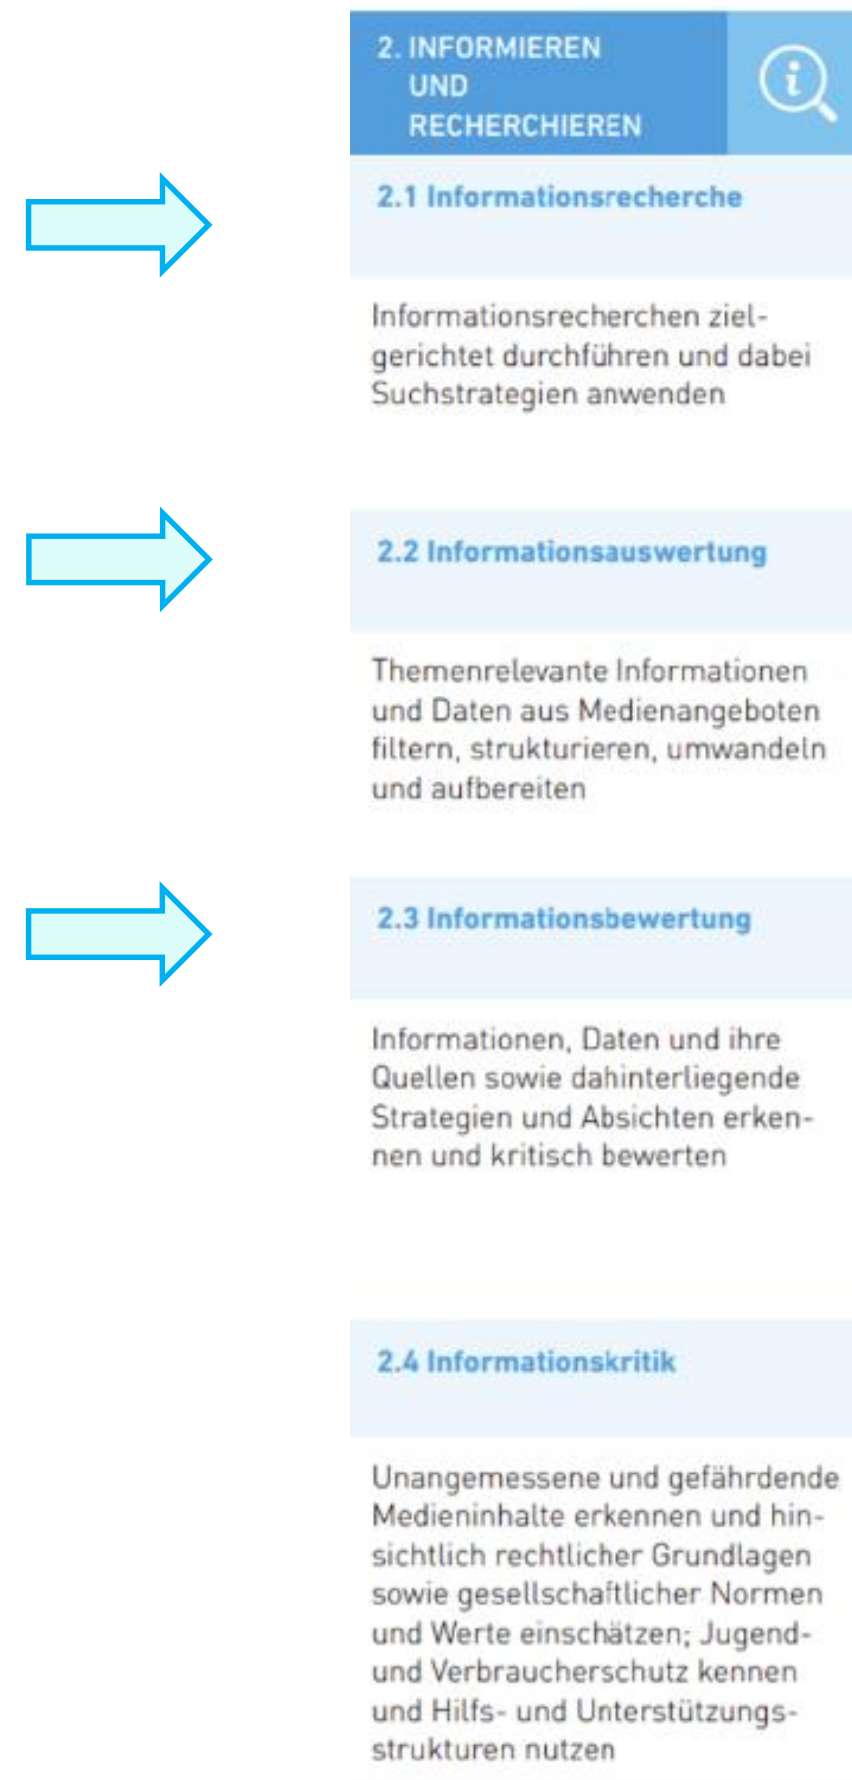 2. INFORMIEREN
UND
RECHERCHIEREN
2.1 Informationsrecherche
Informationsrecherchen ziel-
gerichtet durchführen und dabei
Suchstrategien anwenden
2.2 Informationsauswertung
Themenrelevante Informationen
und Daten aus Medienangeboten
filtern, strukturieren, umwandeln
und aufbereiten
2.3 Informationsbewertung
Informationen, Daten und ihre
Quellen sowie dahinterliegende
Strategien und Absichten erken-
nen und kritisch bewerten
2.4 Informationskritik
Unangemessene und gefährdende
Medieninhalte erkennen und hin-
sichtlich rechtlicher Grundlagen
sowie gesellschaftlicher Normen
und Werte einschätzen; Jugend-
und Verbraucherschutz kennen
und Hilfs- und Unterstützungs-
strukturen nutzen